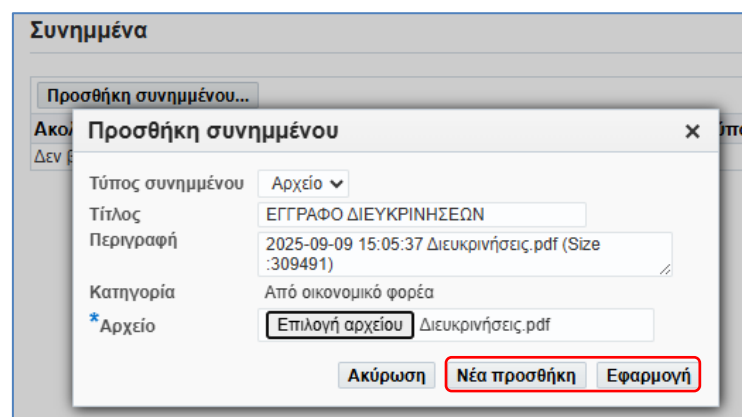 Συνημμένα
Προσθήκη συνημμένου...
Προσθήκη συνημμένου
Τύπος συνημμένου Αρχείο
Τίτλος ΕΓΓΡΑΦΟ ΔΙΕΥΚΡΙΝΗΣΕΩΝ
Περιγραφή 2025-09-09 15:05:37 Διευκρινήσεις.pdf (Size
:309491)
Κατηγορία Από οικονομικό φορέα
*Αρχείο Επιλογή αρχείου Διευκρινήσεις.pdf
Ακύρωση Νέα προσθήκη Εφαρμογή